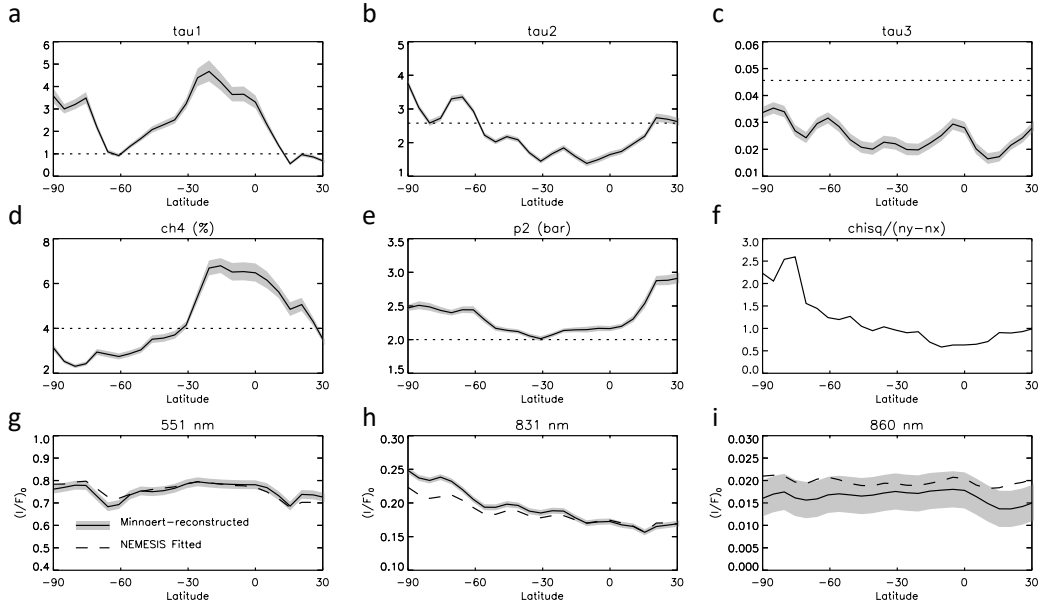 a b c
tau1 tau2 tau3
6 5 0.06
5 0.05
4 4 0.04
3 3 0.03
2 2 0.02
1 0.01
0 1 0.00
−90 −60 −30 0 30 −90 −60 −30 0 30 −90 −60 −30 0 30
Latitude Latitude Latitude
d e f
ch4 (%) p2 (bar) chisq/(ny−nx)
8 3.5 3.0
3.0 2.5
6 2.0
2.5 1.5
4 1.0
2.0 0.5
2 1.5 0.0
−90 −60 −30 0 30 −90 −60 −30 0 30 −90 −60 −30 0 30
Latitude Latitude Latitude
g h i
551 nm 831 nm 860 nm
1.0 0.30 0.030
0.9 0.025
0.8 0.25 0.020
0.7 0.20 0.015
0.6 0.010
0.5 0.15 0.005
0.4 0.10 0.000
(I/F)₀ (I/F)₀ (I/F)₀
Minnaert−reconstructed
NEMESIS Fitted
−90 −60 −30 0 30 −90 −60 −30 0 30 −90 −60 −30 0 30
Latitude Latitude Latitude